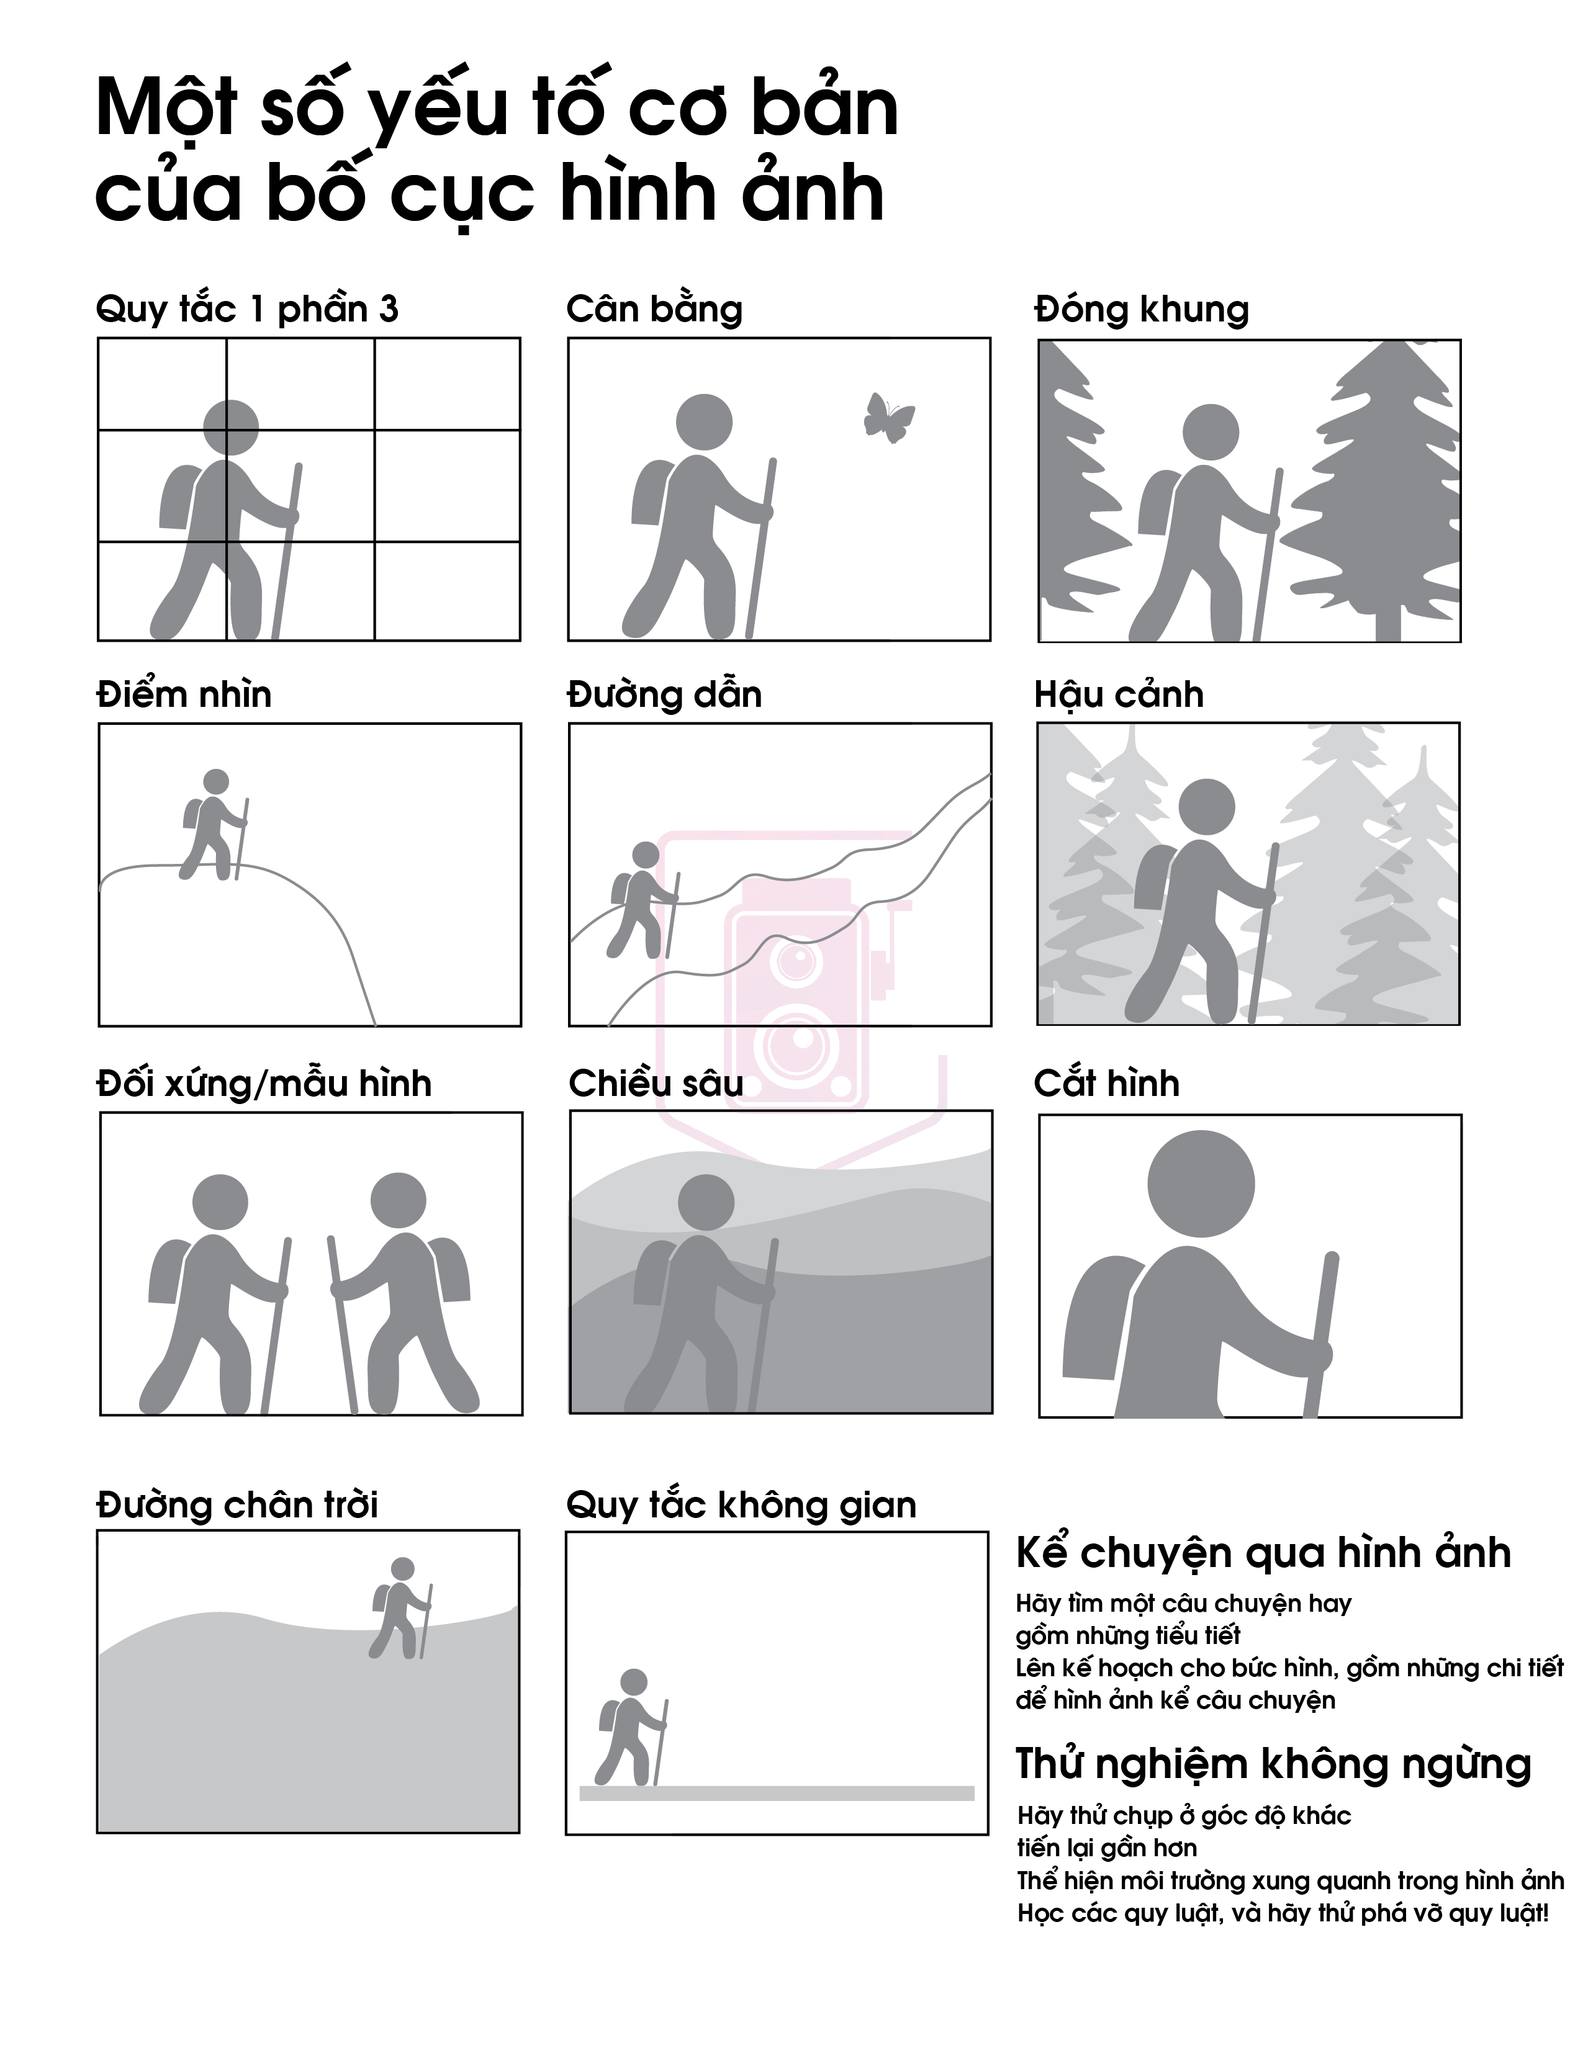 Một số yếu tố cơ bản
của bố cục hình ảnh
Quy tắc 1 phần 3
Cân bằng
Đóng khung
Điểm nhìn
Đường dẫn
Hậu cảnh
Đối xứng/mẫu hình
Chiều sâu
Cắt hình
Đường chân trời
Quy tắc không gian
Kể chuyện qua hình ảnh
Hãy tìm một câu chuyện hay
gồm những tiểu tiết
Lên kế hoạch cho bức hình, gồm những chi tiết
để hình ảnh kể câu chuyện
Thử nghiệm không ngừng
Hãy thử chụp ở góc độ khác
tiến lại gần hơn
Thể hiện môi trường xung quanh trong hình ảnh
Học các quy luật, và hãy thử phá vỡ quy luật!